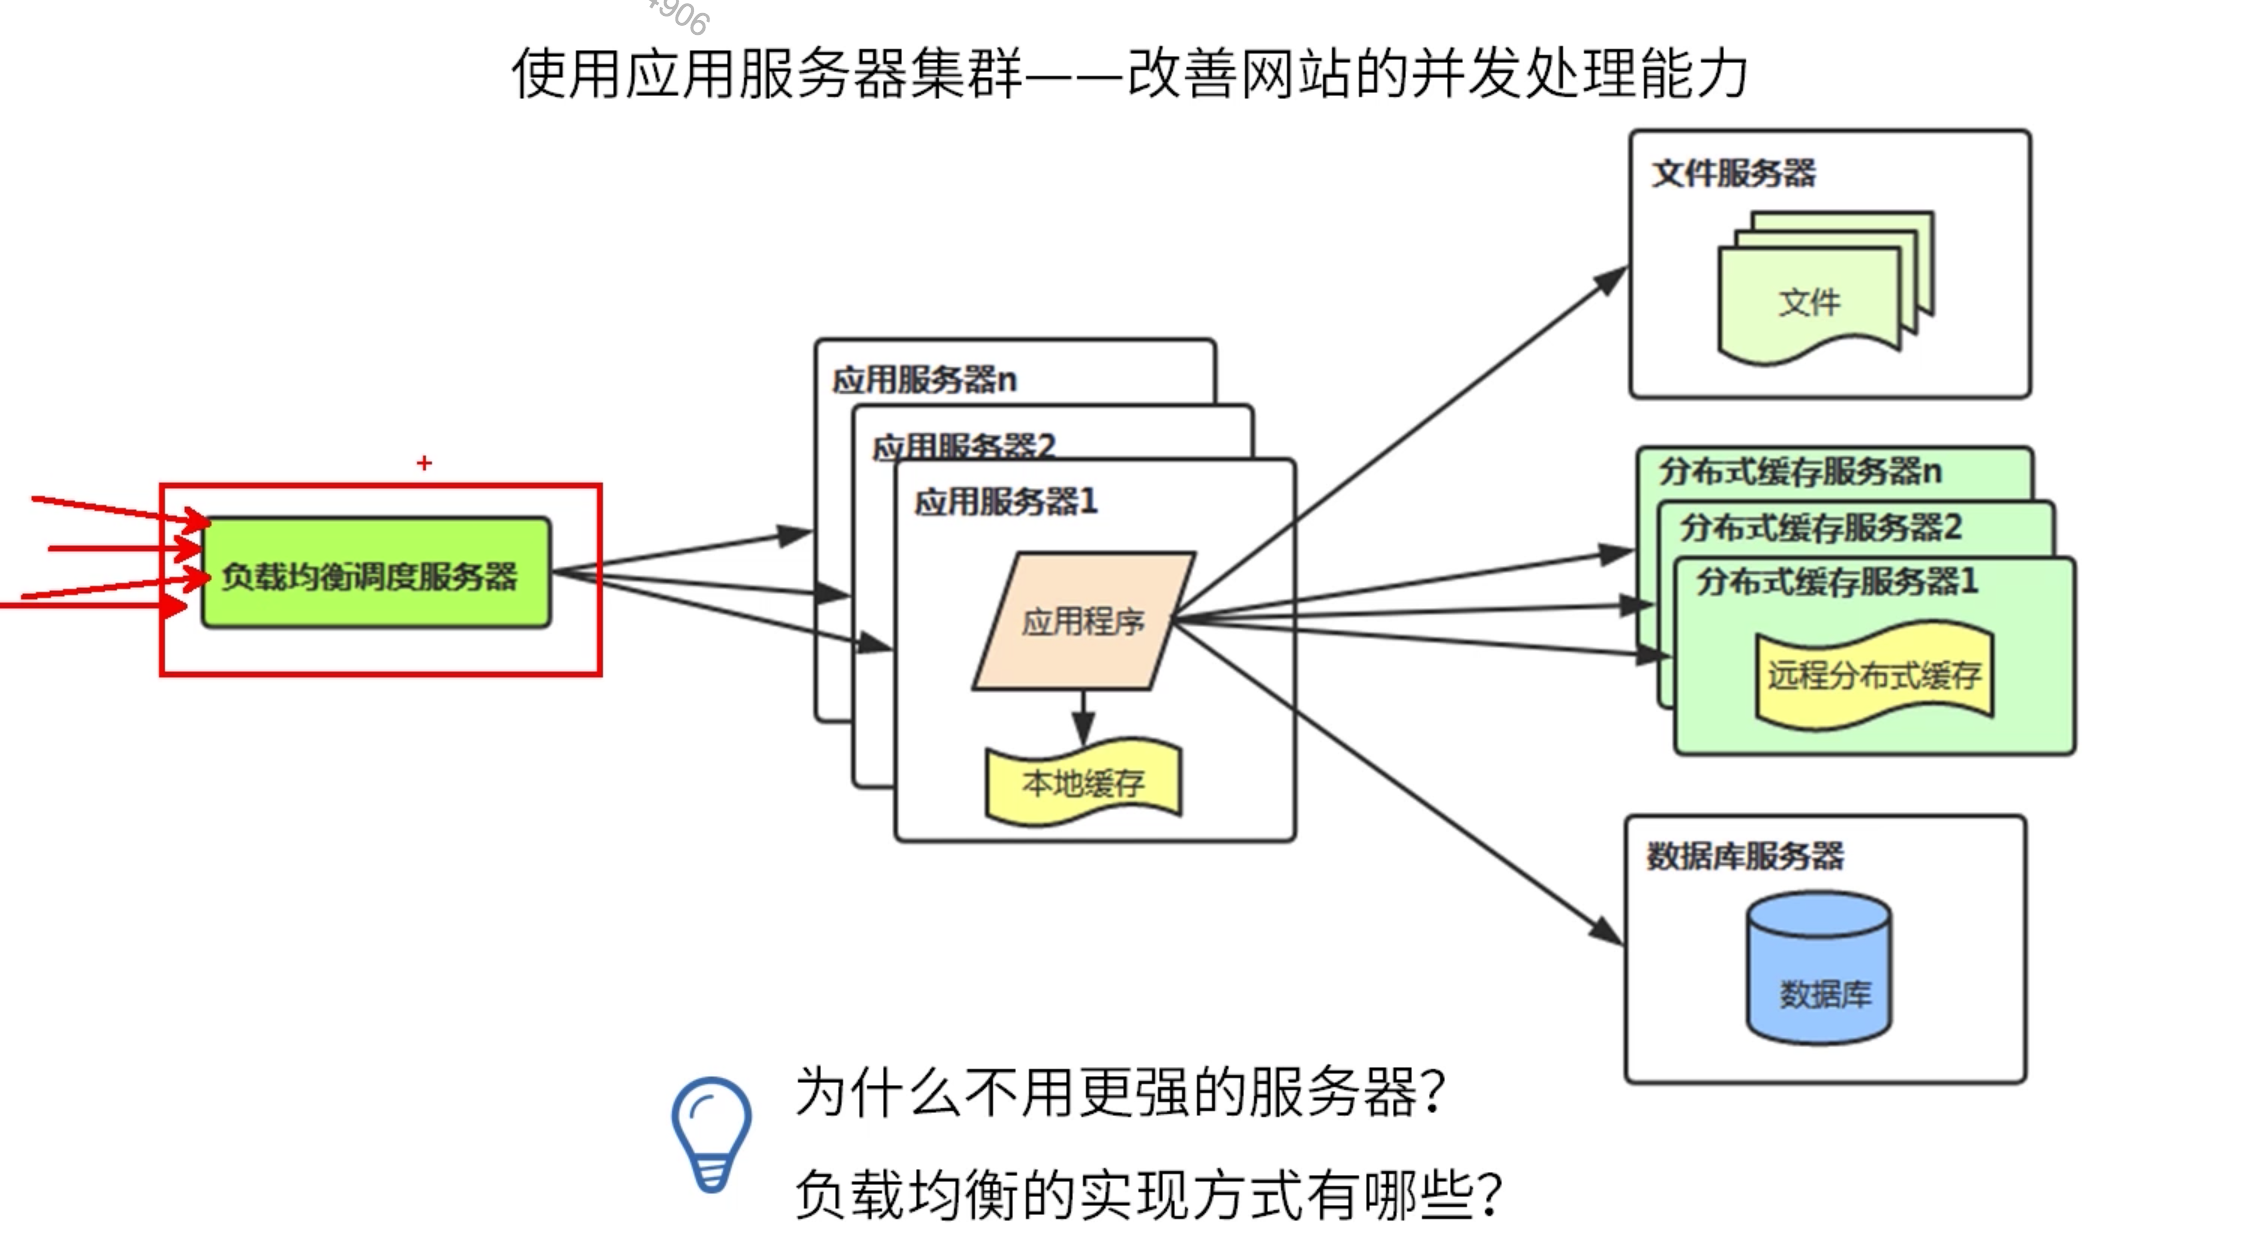 4906
使用应用服务器集群——改善网站的并发处理能力
文件服务器
文件
应用服务器n
应用服务器2
应用服务器1
应用程序
本地缓存
负载均衡调度服务器
分布式缓存服务器n
分布式缓存服务器2
分布式缓存服务器1
远程分布式缓存
数据库服务器
数据库
为什么不用更强的服务器？
负载均衡的实现方式有哪些？